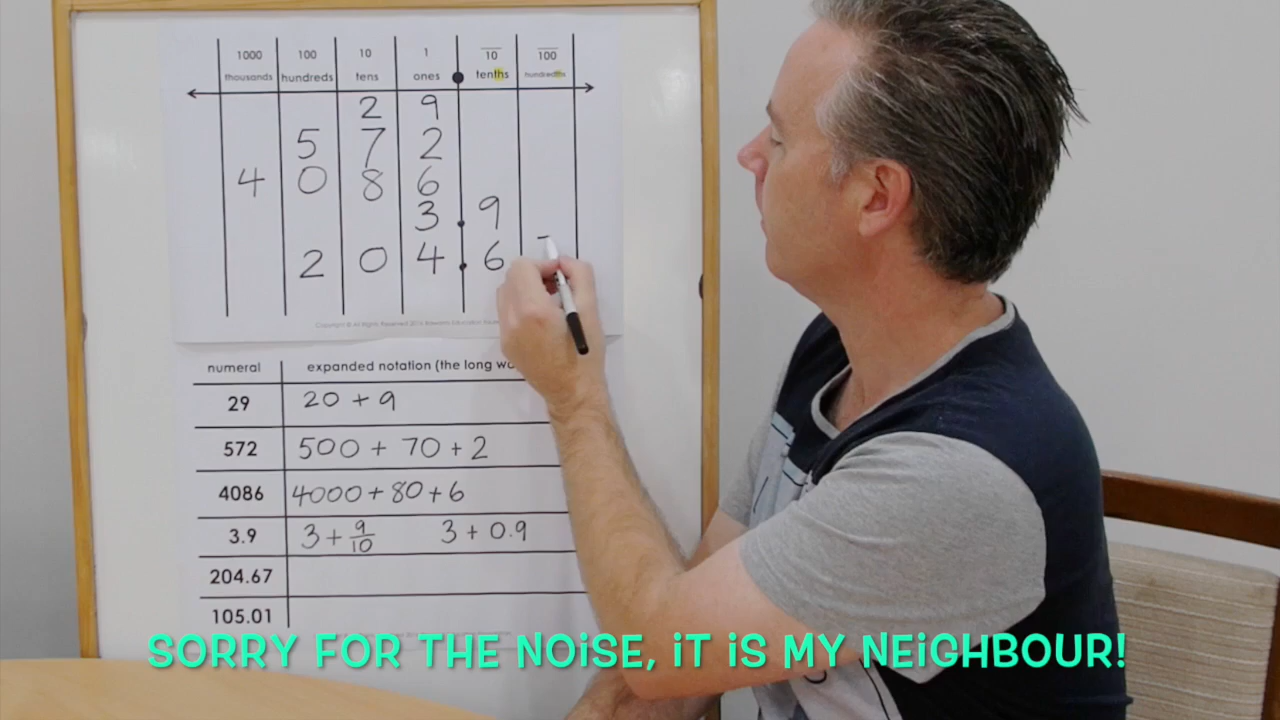 1000 100 10 1 10 100
thousands hundreds tens ones tenths hundredths
2 9
5 7 2
4 0 8 6
3 . 9
2 0 4 . 6
numeral expanded notation (the long
29 20 + 9
572 500 + 70 + 2
4086 4000 + 80 + 6
3.9 3 + 9/10 3 + 0.9
204.67
105.01
SORRY FOR THE NOiSE, iT iS MY NEiGHBOUR!